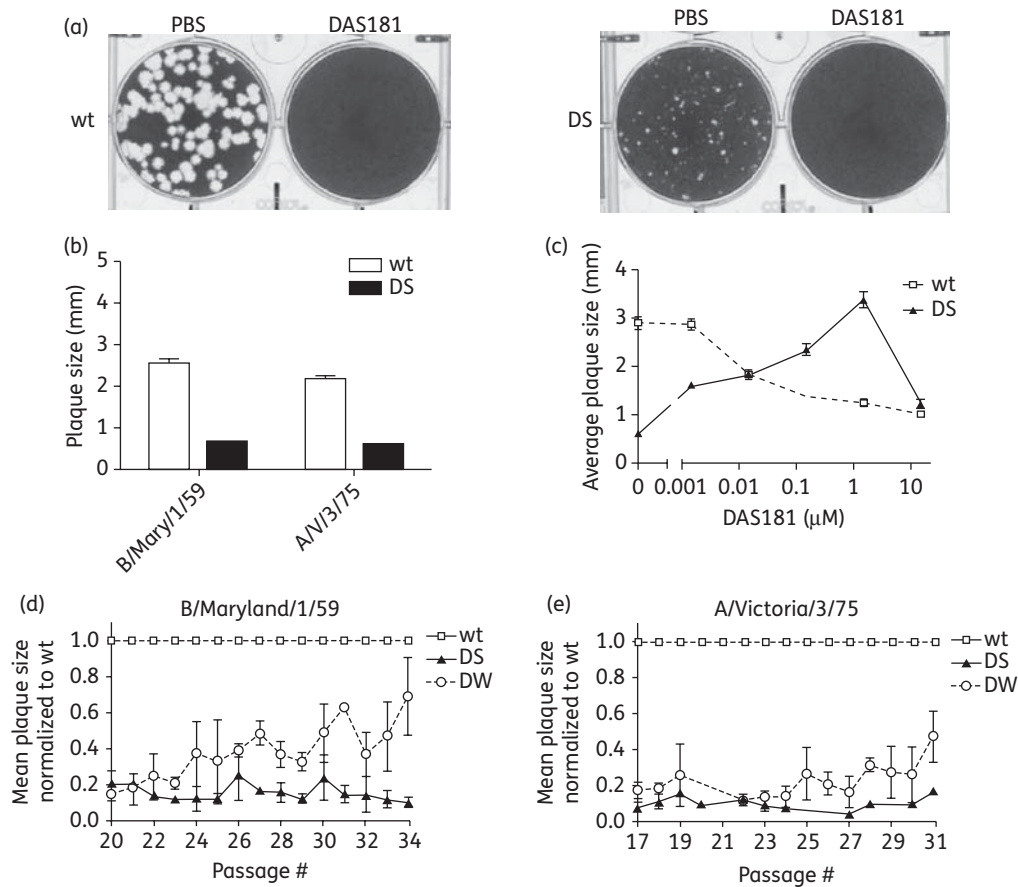 (a)
PBS
DAS181
wt
PBS
DAS181
DS
(b)
5
4
3
2
1
0
Plaque size (mm)
wt
DS
B/Mary/1/59
A/V/3/75
(c)
4
3
2
1
0
Average plaque size (mm)
wt
DS
0 0.001 0.01 0.1 1 10
DAS181 (μM)
(d)
B/Maryland/1/59
1.0
0.8
0.6
0.4
0.2
0.0
Mean plaque size
normalized to wt
wt
DS
DW
20 22 24 26 28 30 32 34
Passage #
(e)
A/Victoria/3/75
1.0
0.8
0.6
0.4
0.2
0.0
Mean plaque size
normalized to wt
wt
DS
DW
17 19 21 23 25 27 29 31
Passage #